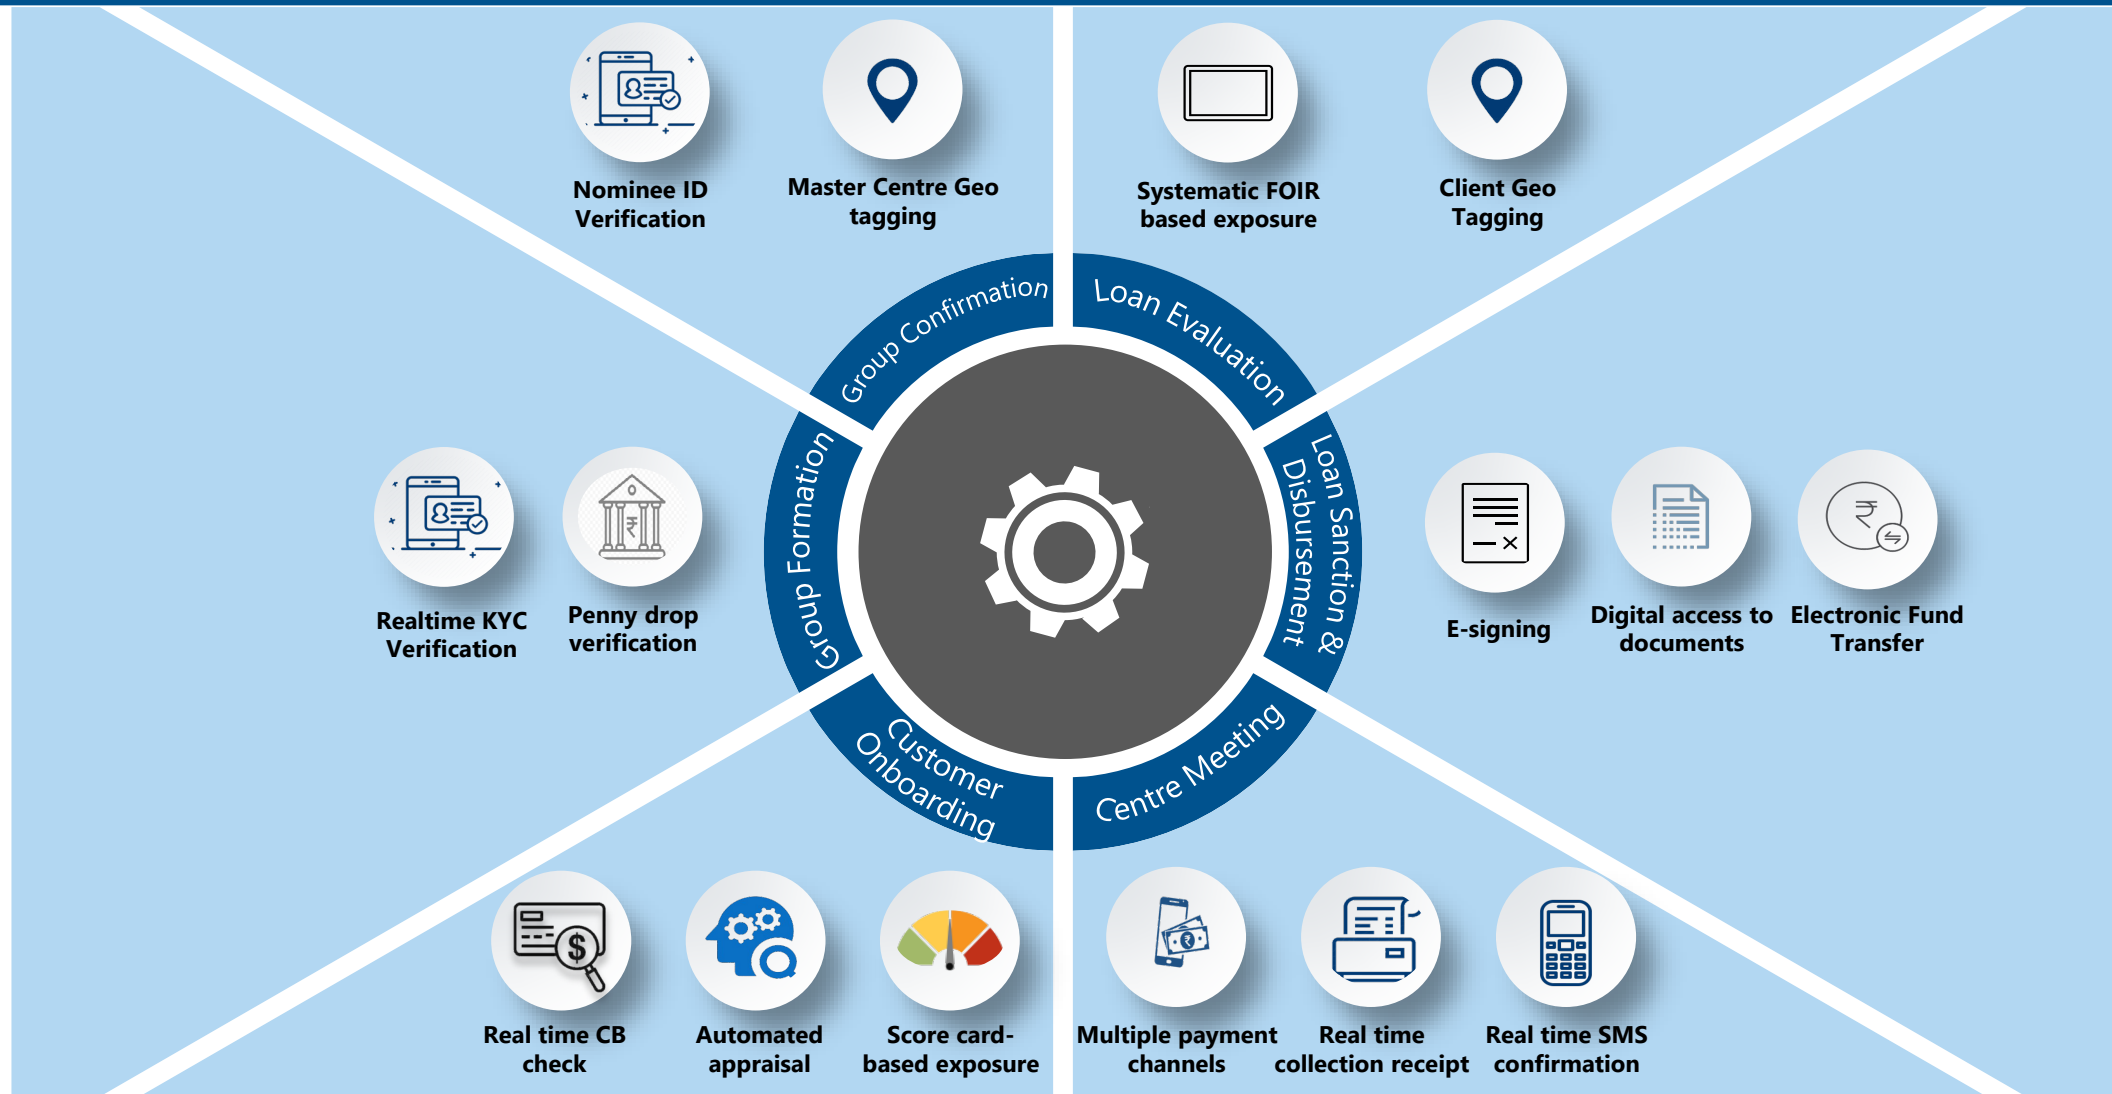 Nominee ID
Verification
Master Centre Geo
tagging
Systematic FOIR
based exposure
Client Geo
Tagging
Group Confirmation
Loan Evaluation
Group Formation
Loan Sanction &
Disbursement
Realtime KYC
Verification
Penny drop
verification
E-signing
Digital access to
documents
Electronic Fund
Transfer
Customer
Onboarding
Centre Meeting
Real time CB
check
Automated
appraisal
Score card-
based exposure
Multiple payment
channels
Real time
collection receipt
Real time SMS
confirmation